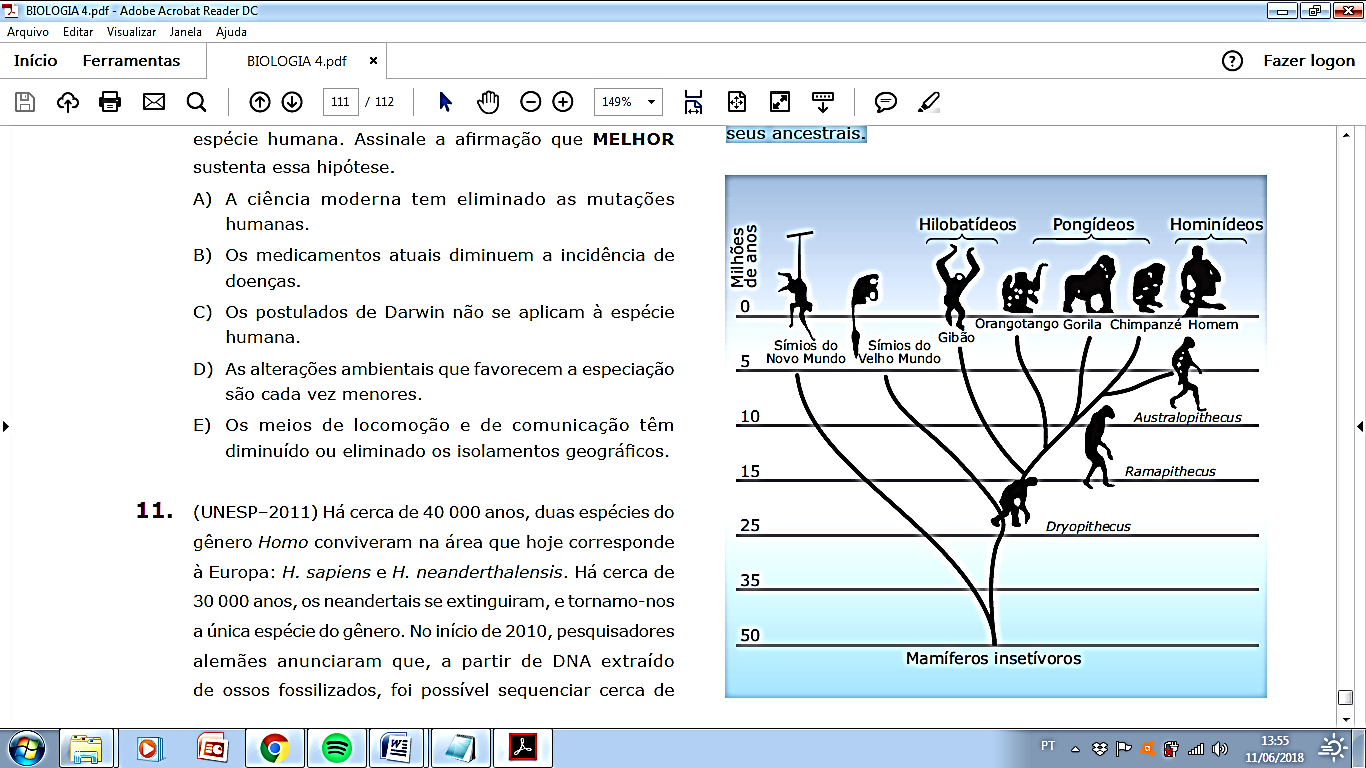 BIOLOGIA 4.pdf - Adobe Acrobat Reader DC
Arquivo Editar Visualizar Janela Ajuda
Início Ferramentas BIOLOGIA 4.pdf × ? Fazer logon
111 / 112 149%
espécie humana. Assinale a afirmação que MELHOR
sustenta essa hipótese.
A) A ciência moderna tem eliminado as mutações
humanas.
B) Os medicamentos atuais diminuem a incidência de
doenças.
C) Os postulados de Darwin não se aplicam à espécie
humana.
D) As alterações ambientais que favorecem a especiação
são cada vez menores.
E) Os meios de locomoção e de comunicação têm
diminuído ou eliminado os isolamentos geográficos.
11. (UNESP–2011) Há cerca de 40 000 anos, duas espécies do
gênero Homo conviveram na área que hoje corresponde
à Europa: H. sapiens e H. neanderthalensis. Há cerca de
30 000 anos, os neandertais se extinguiram, e tornamo-nos
a única espécie do gênero. No início de 2010, pesquisadores
alemães anunciaram que, a partir de DNA extraído
de ossos fossilizados, foi possível sequenciar cerca de
seus ancestrais.
Milhões
de anos
Hilobatídeos Pongídeos Hominídeos
0
Orangotango Gorila Chimpanzé Homem
Gibão
Símios do
Novo Mundo
Símios do
Velho Mundo
5
10
Australopithecus
15
Ramapithecus
25
Dryopithecus
35
50
Mamíferos insetívoros
PT
13:55
11/06/2018